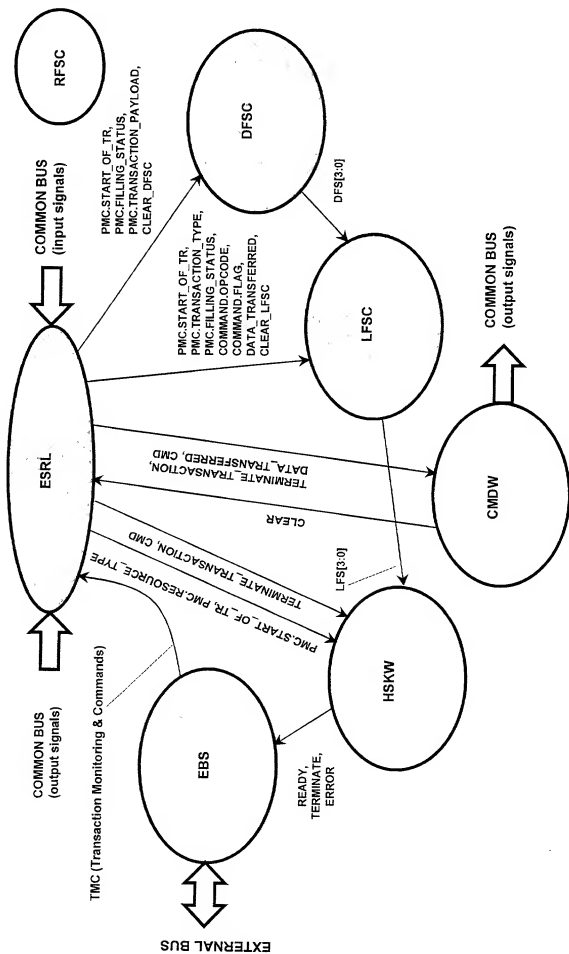 RFSC
COMMON BUS
(input signals)
PMC.START_OF_TR,
PMC.FILLING_STATUS,
PMC.TRANSACTION_PAYLOAD,
CLEAR_DFSC
DFSC
PMC.START_OF_TR,
PMC.TRANSACTION_TYPE,
PMC.FILLING_STATUS,
COMMAND.OPCODE,
COMMAND.FLAG,
DATA_TRANSFERRED,
CLEAR_LFSC
DFS[3:0]
LFSC
ESRL
COMMON BUS
(output signals)
TERMINATE_TRANSACTION,
DATA_TRANSFERRED, CMD
CLEAR
CMDW
TERMINATE_TRANSACTION, CMD
PMC.START_OF_TR, PMC.RESOURCE_TYPE
LFS[3:0]
HSKW
COMMON BUS
(output signals)
TMC (Transaction Monitoring & Commands)
EBS
READY,
TERMINATE,
ERROR
EXTERNAL BUS